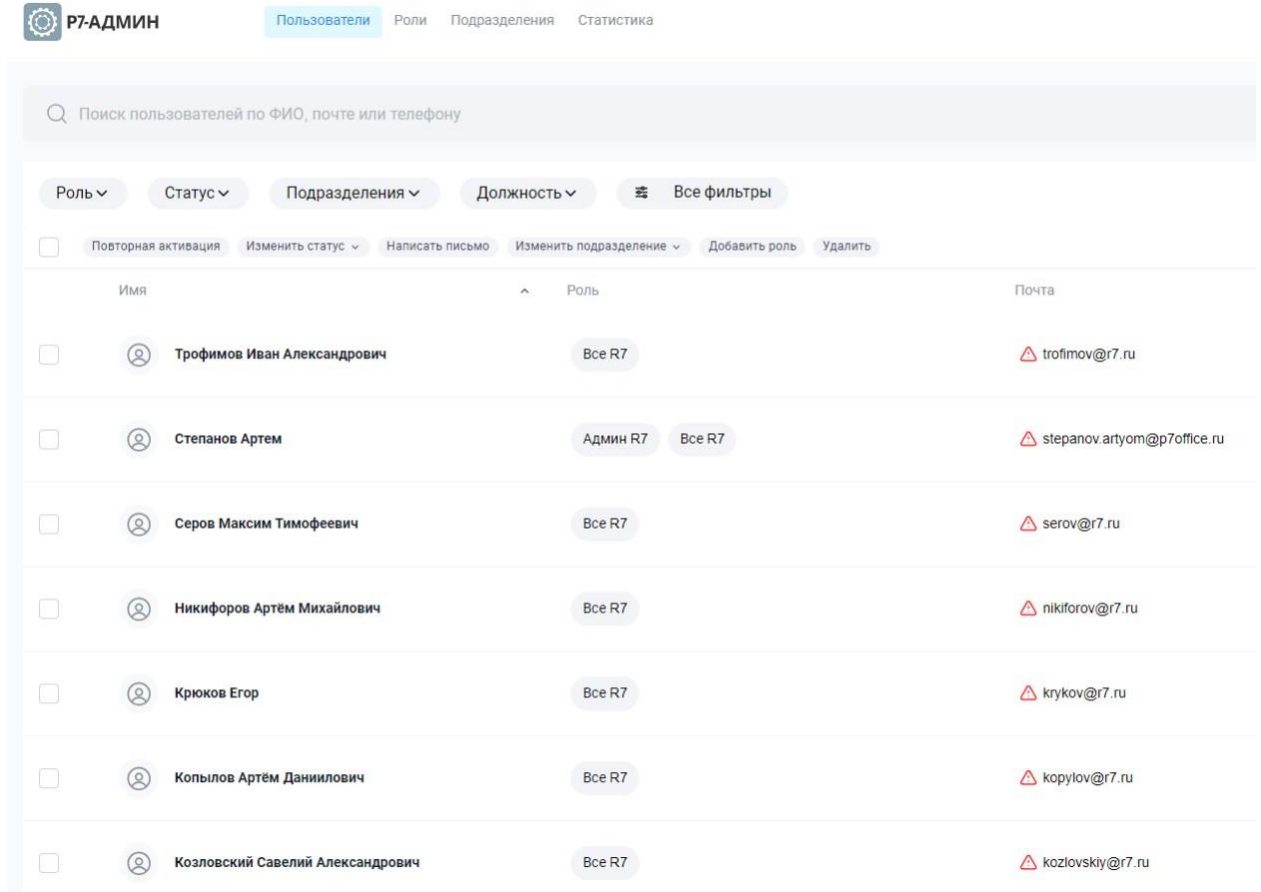 Р7-АДМИН Пользователи Роли Подразделения Статистика
Поиск пользователей по ФИО, почте или телефону
Роль Статус Подразделения Должность Все фильтры
Повторная активация Изменить статус Написать письмо Изменить подразделение Добавить роль Удалить
Имя Роль Почта
Трофимов Иван Александрович Все R7 trofimov@r7.ru
Степанов Артем Админ R7 Все R7 stepanov.artyom@p7office.ru
Серов Максим Тимофеевич Все R7 serov@r7.ru
Никифоров Артём Михайлович Все R7 nikiforov@r7.ru
Крюков Егор Все R7 krykov@r7.ru
Копылов Артём Даниилович Все R7 kopylov@r7.ru
Козловский Савелий Александрович Все R7 kozlovskiy@r7.ru